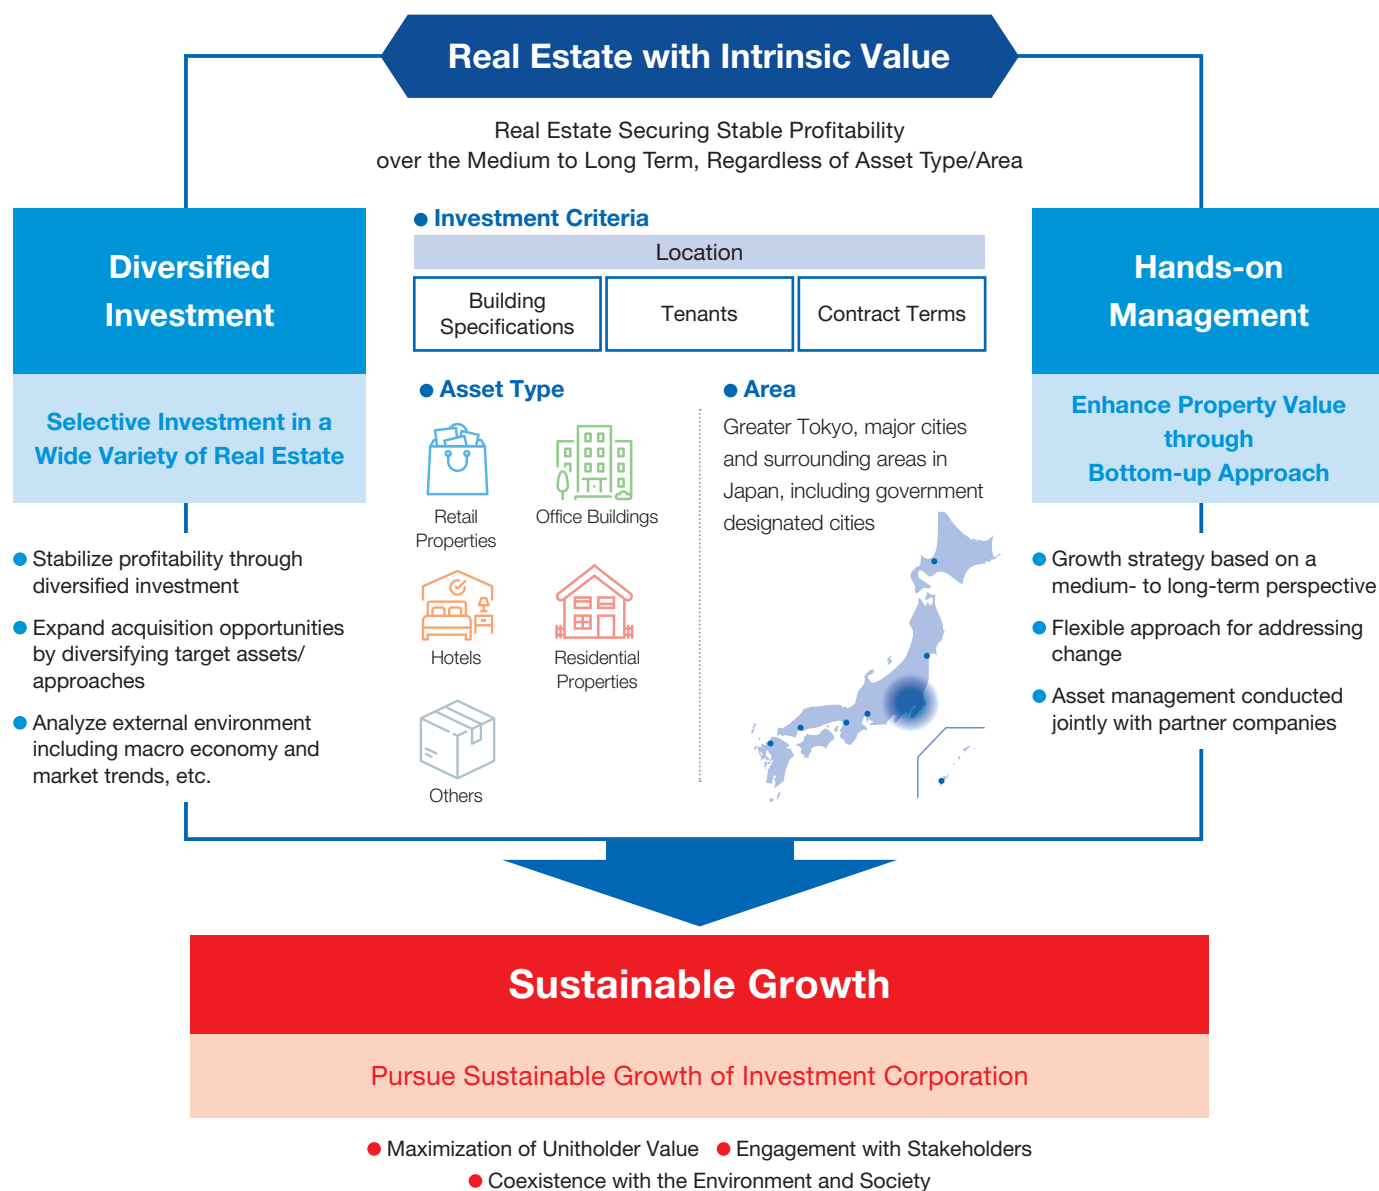 Real Estate with Intrinsic Value
Real Estate Securing Stable Profitability
over the Medium to Long Term, Regardless of Asset Type/Area
Diversified
Investment
Selective Investment in a
Wide Variety of Real Estate
● Stabilize profitability through
diversified investment
● Expand acquisition opportunities
by diversifying target assets/
approaches
● Analyze external environment
including macro economy and
market trends, etc.
● Investment Criteria
Location
Building
Specifications
Tenants
Contract Terms
● Asset Type
Retail
Properties
Office Buildings
Hotels
Residential
Properties
Others
● Area
Greater Tokyo, major cities
and surrounding areas in
Japan, including government
designated cities
Hands-on
Management
Enhance Property Value
through
Bottom-up Approach
● Growth strategy based on a
medium- to long-term perspective
● Flexible approach for addressing
change
● Asset management conducted
jointly with partner companies
Sustainable Growth
Pursue Sustainable Growth of Investment Corporation
● Maximization of Unitholder Value ● Engagement with Stakeholders
● Coexistence with the Environment and Society